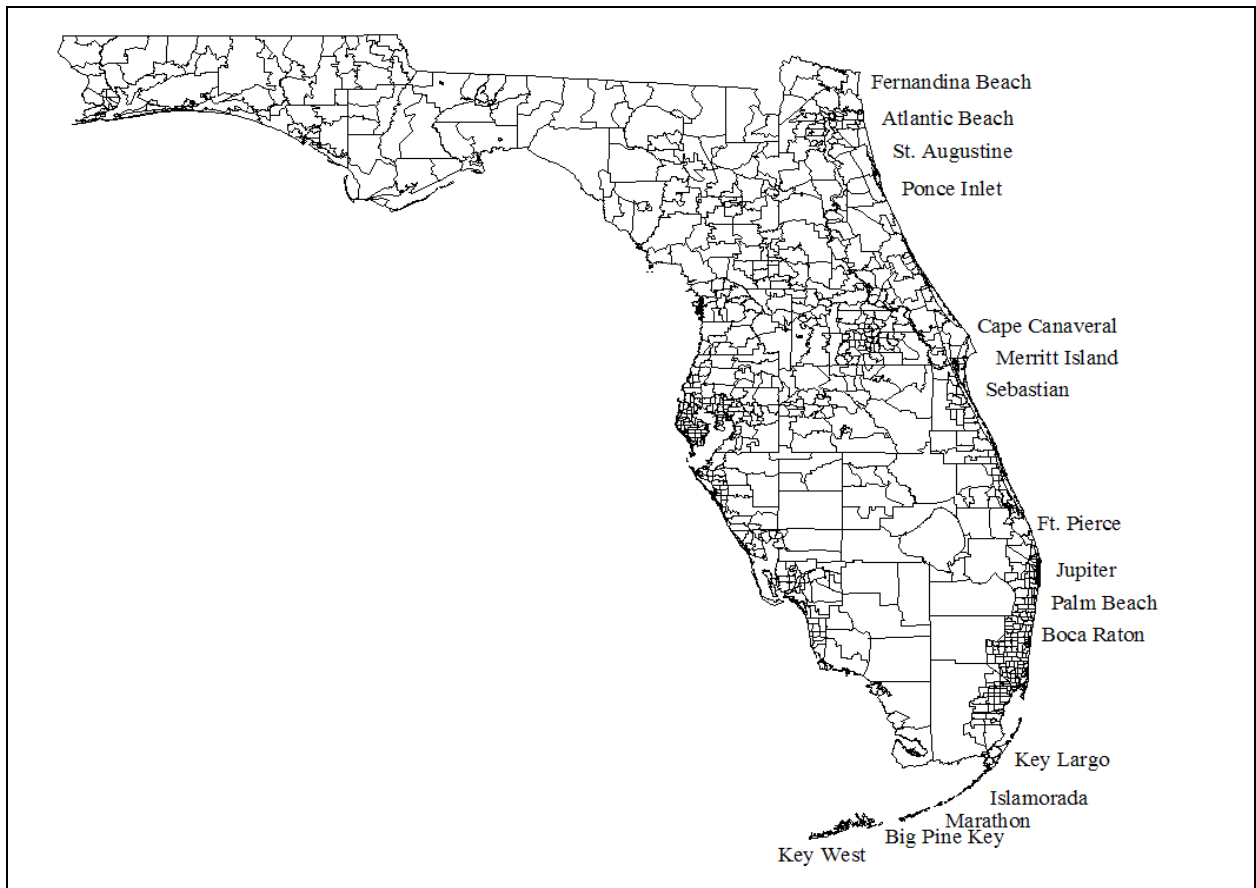 Fernandina Beach
Atlantic Beach
St. Augustine
Ponce Inlet
Cape Canaveral
Merritt Island
Sebastian
Ft. Pierce
Jupiter
Palm Beach
Boca Raton
Key Largo
Islamorada
Marathon
Big Pine Key
Key West